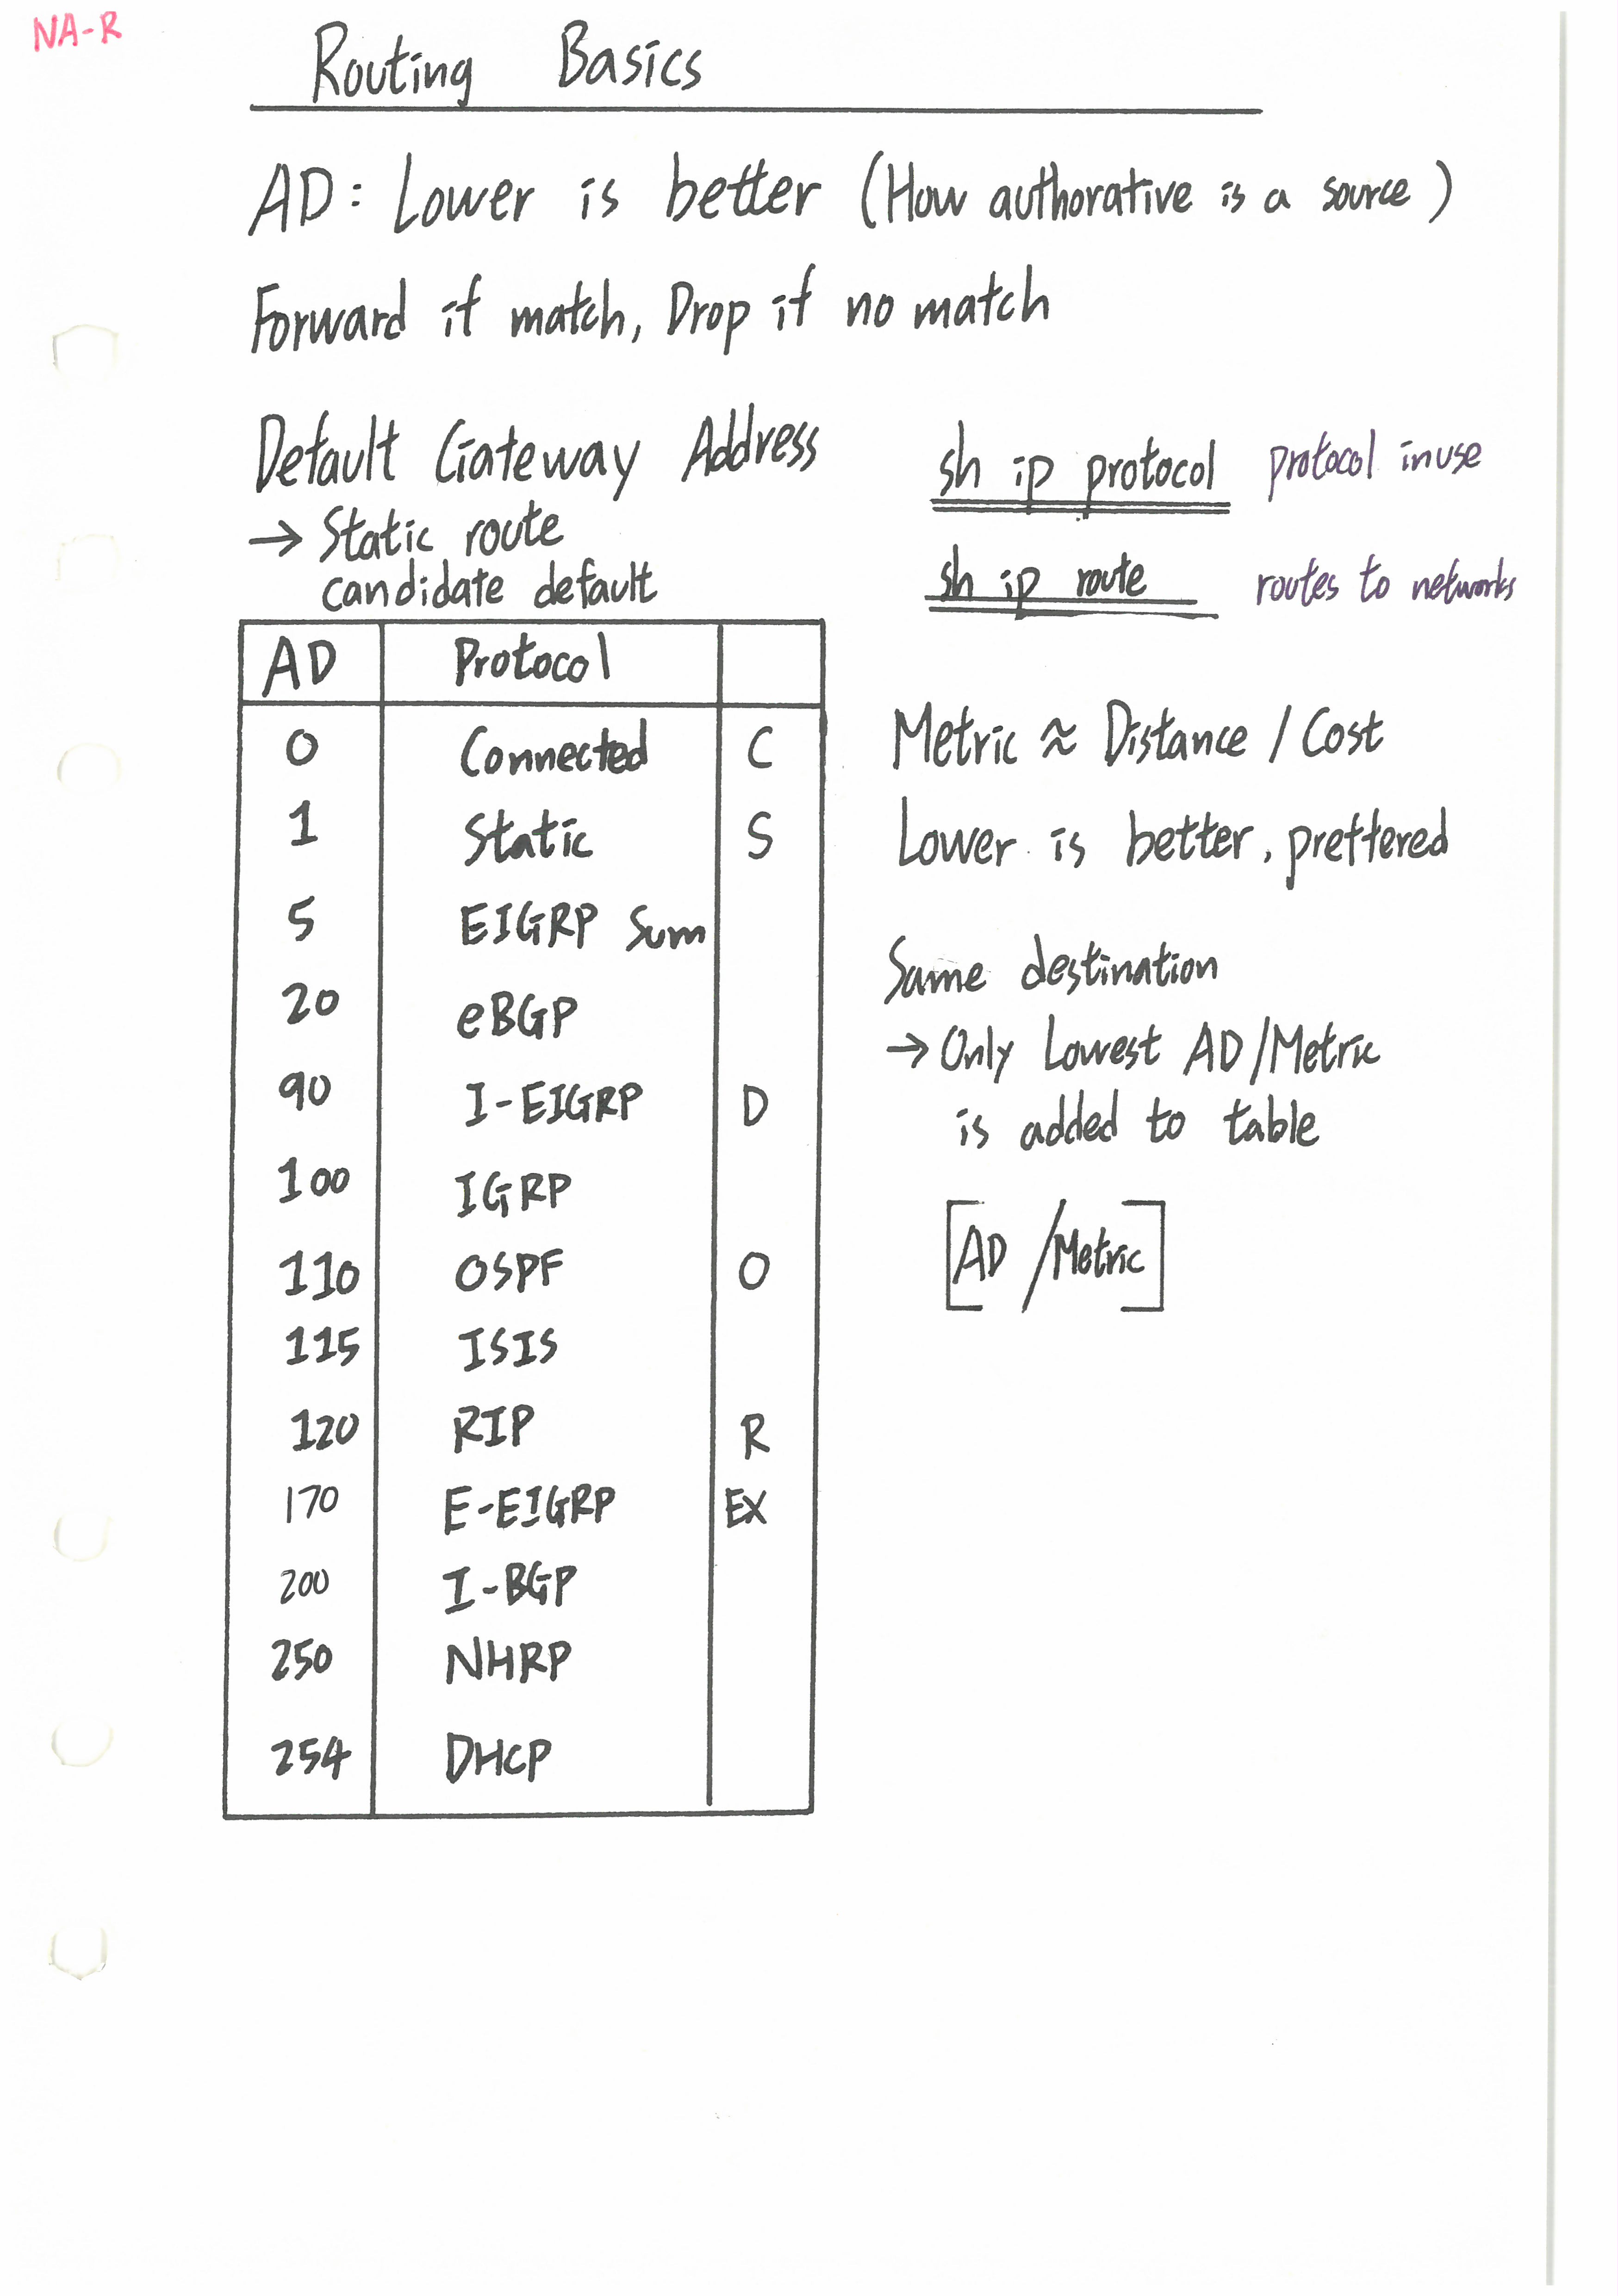 NA-R
Routing Basics
AD: Lower is better (How authorative is a source)
Forward if match, Drop if no match
Default Gateway Address
→ Static route
candidate default
sh ip protocol protocol in use
sh ip route routes to networks
AD Protocol
0 Connected C
1 Static S
5 EIGRP Sum
20 eBGP
90 I-EIGRP D
100 IGRP
110 OSPF O
115 ISIS
120 RIP R
170 E-EIGRP EX
200 I-BGP
250 NHRP
254 DHCP
Metric ≈ Distance / Cost
Lower is better, preffered
Same destination
→ Only Lowest AD/Metric
is added to table
[AD /Metric]